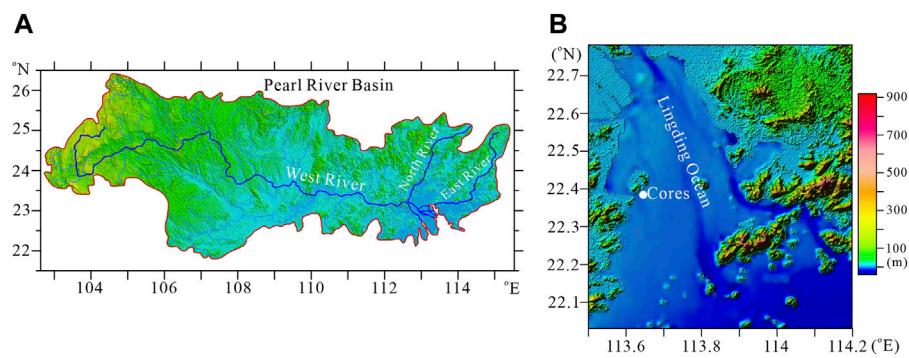 A
°N
Pearl River Basin
26
25
24
23
22
West River
North River
East River
104
106
108
110
112
114
°E
B
(°N)
22.7
22.6
22.5
22.4
22.3
22.2
22.1
Lingding Ocean
Cores
113.6
113.8
114
114.2 (°E)
900
700
500
300
100
(m)